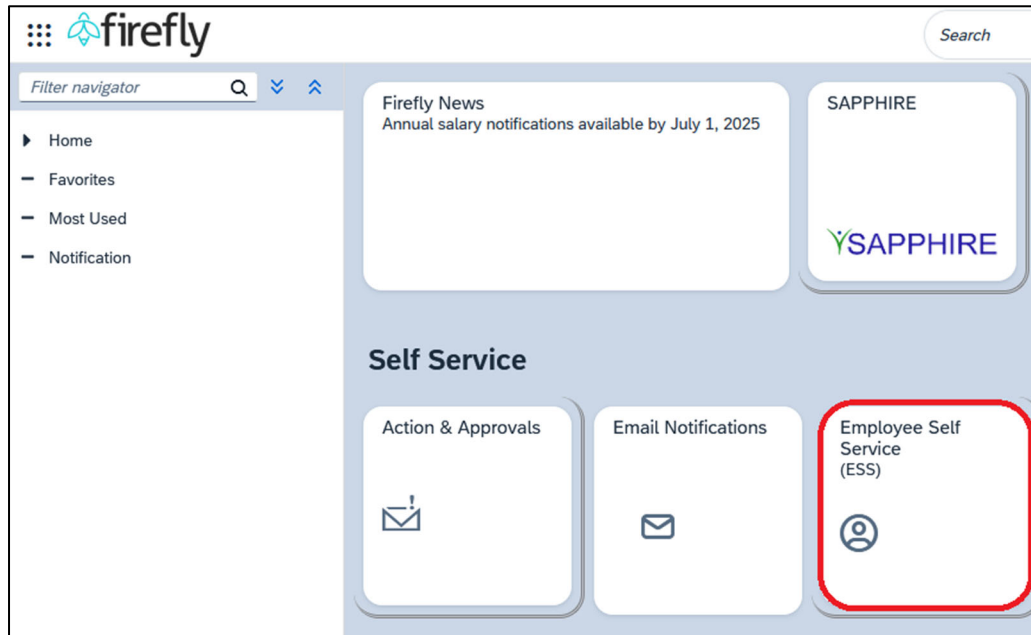 firefly
Search
Filter navigator
Home
Favorites
Most Used
Notification
Firefly News
Annual salary notifications available by July 1, 2025
SAPPHIRE
SAPPHIRE
Self Service
Action & Approvals
Email Notifications
Employee Self
Service
(ESS)